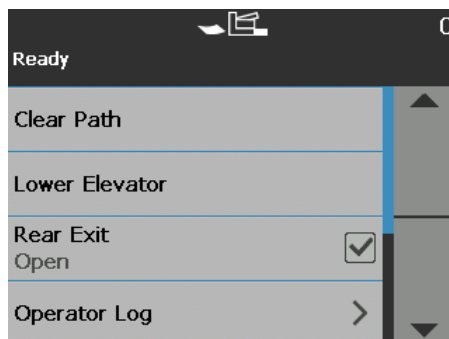 Ready
Clear Path
Lower Elevator
Rear Exit
Open
Operator Log